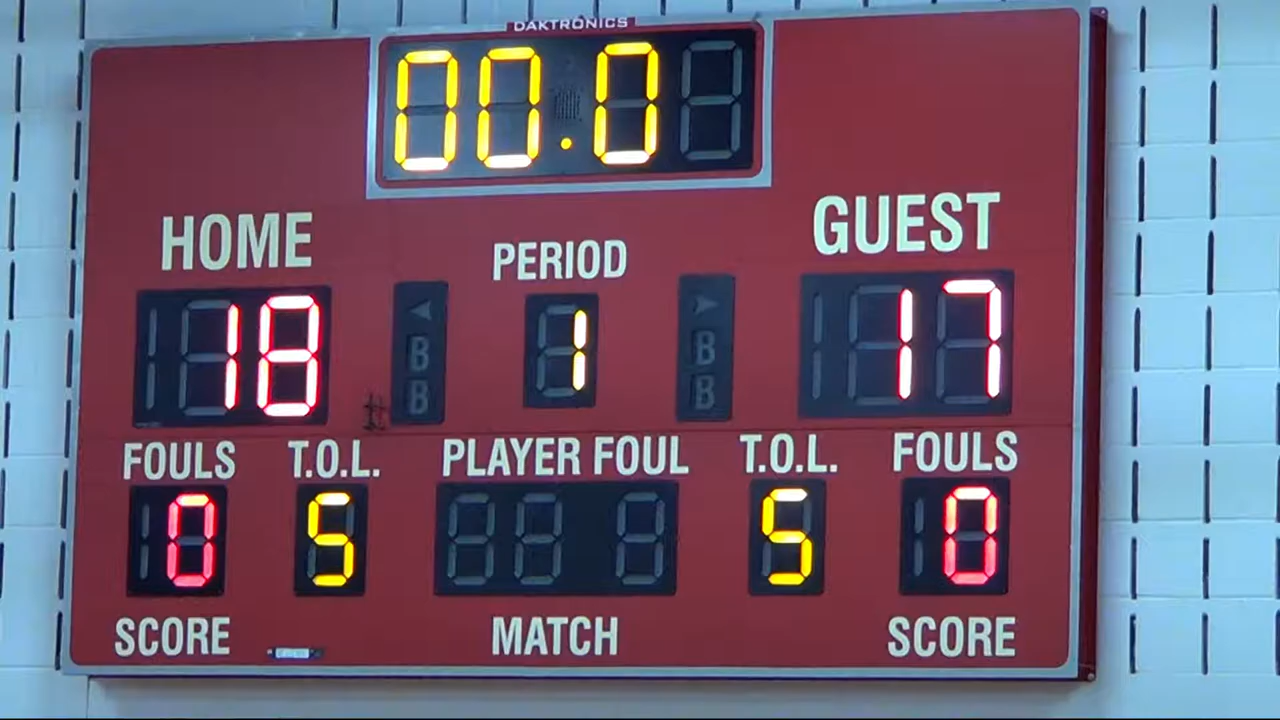 DAKTRONICS
00.0
HOME
PERIOD
GUEST
18
◀
B
B
1
▶
B
B
17
FOULS
T.O.L.
PLAYER FOUL
T.O.L.
FOULS
0
5
5
0
SCORE
MATCH
SCORE